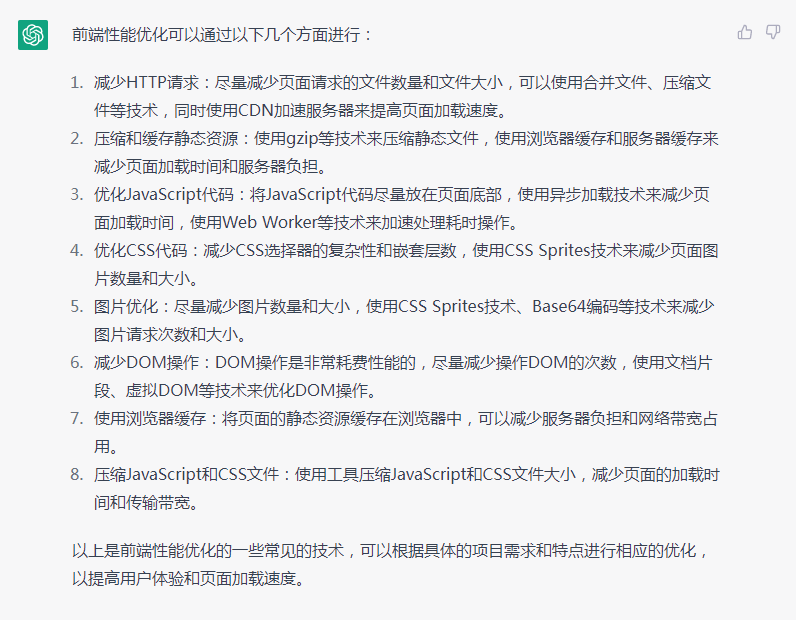 前端性能优化可以通过以下几个方面进行：
1. 减少HTTP请求：尽量减少页面请求的文件数量和文件大小，可以使用合并文件、压缩文
件等技术，同时使用CDN加速服务器来提高页面加载速度。
2. 压缩和缓存静态资源：使用gzip等技术来压缩静态文件，使用浏览器缓存和服务器缓存来
减少页面加载时间和服务器负担。
3. 优化JavaScript代码：将JavaScript代码尽量放在页面底部，使用异步加载技术来减少页
面加载时间，使用Web Worker等技术来加速处理耗时操作。
4. 优化CSS代码：减少CSS选择器的复杂性和嵌套层数，使用CSS Sprites技术来减少页面图
片数量和大小。
5. 图片优化：尽量减少图片数量和大小，使用CSS Sprites技术、Base64编码等技术来减少
图片请求次数和大小。
6. 减少DOM操作：DOM操作是非常耗费性能的，尽量减少操作DOM的次数，使用文档片
段、虚拟DOM等技术来优化DOM操作。
7. 使用浏览器缓存：将页面的静态资源缓存在浏览器中，可以减少服务器负担和网络带宽占
用。
8. 压缩JavaScript和CSS文件：使用工具压缩JavaScript和CSS文件大小，减少页面的加载时
间和传输带宽。
以上是前端性能优化的一些常见的技术，可以根据具体的项目需求和特点进行相应的优化，
以提高用户体验和页面加载速度。